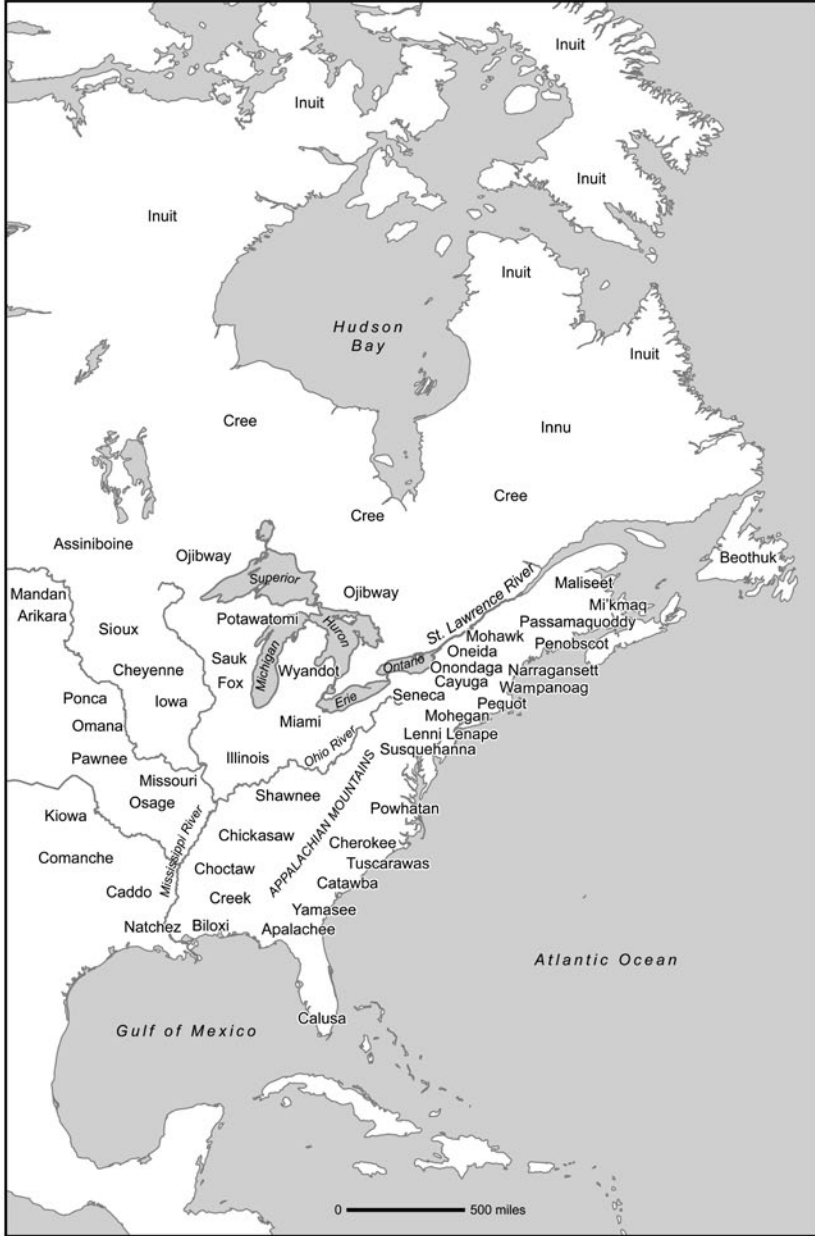 Inuit
Inuit
Inuit
Inuit
Inuit
Hudson
Bay
Inuit
Cree
Innu
Cree
Cree
Assiniboine
Ojibway
Beothuk
Superior
Maliseet
Mandan
Ojibway
St. Lawrence River
Mi'kmaq
Arikara
Potawatomi
Huron
Passamaquoddy
Sioux
Mohawk
Penobscot
Oneida
Sauk
Michigan
Wyandot
Ontario
Onondaga
Narragansett
Cheyenne
Fox
Cayuga
Wampanoag
Ponca
Iowa
Erie
Seneca
Pequot
Omana
Miami
Mohegan
Lenni Lenape
Pawnee
Illinois
Ohio River
Susquehanna
Missouri
Osage
Shawnee
Kiowa
Mississippi River
APPALACHIAN MOUNTAINS
Powhatan
Chickasaw
Cherokee
Comanche
Choctaw
Tuscarawas
Caddo
Creek
Catawba
Yamasee
Natchez
Biloxi
Apalachee
Atlantic Ocean
Gulf of Mexico
Calusa
0 500 miles